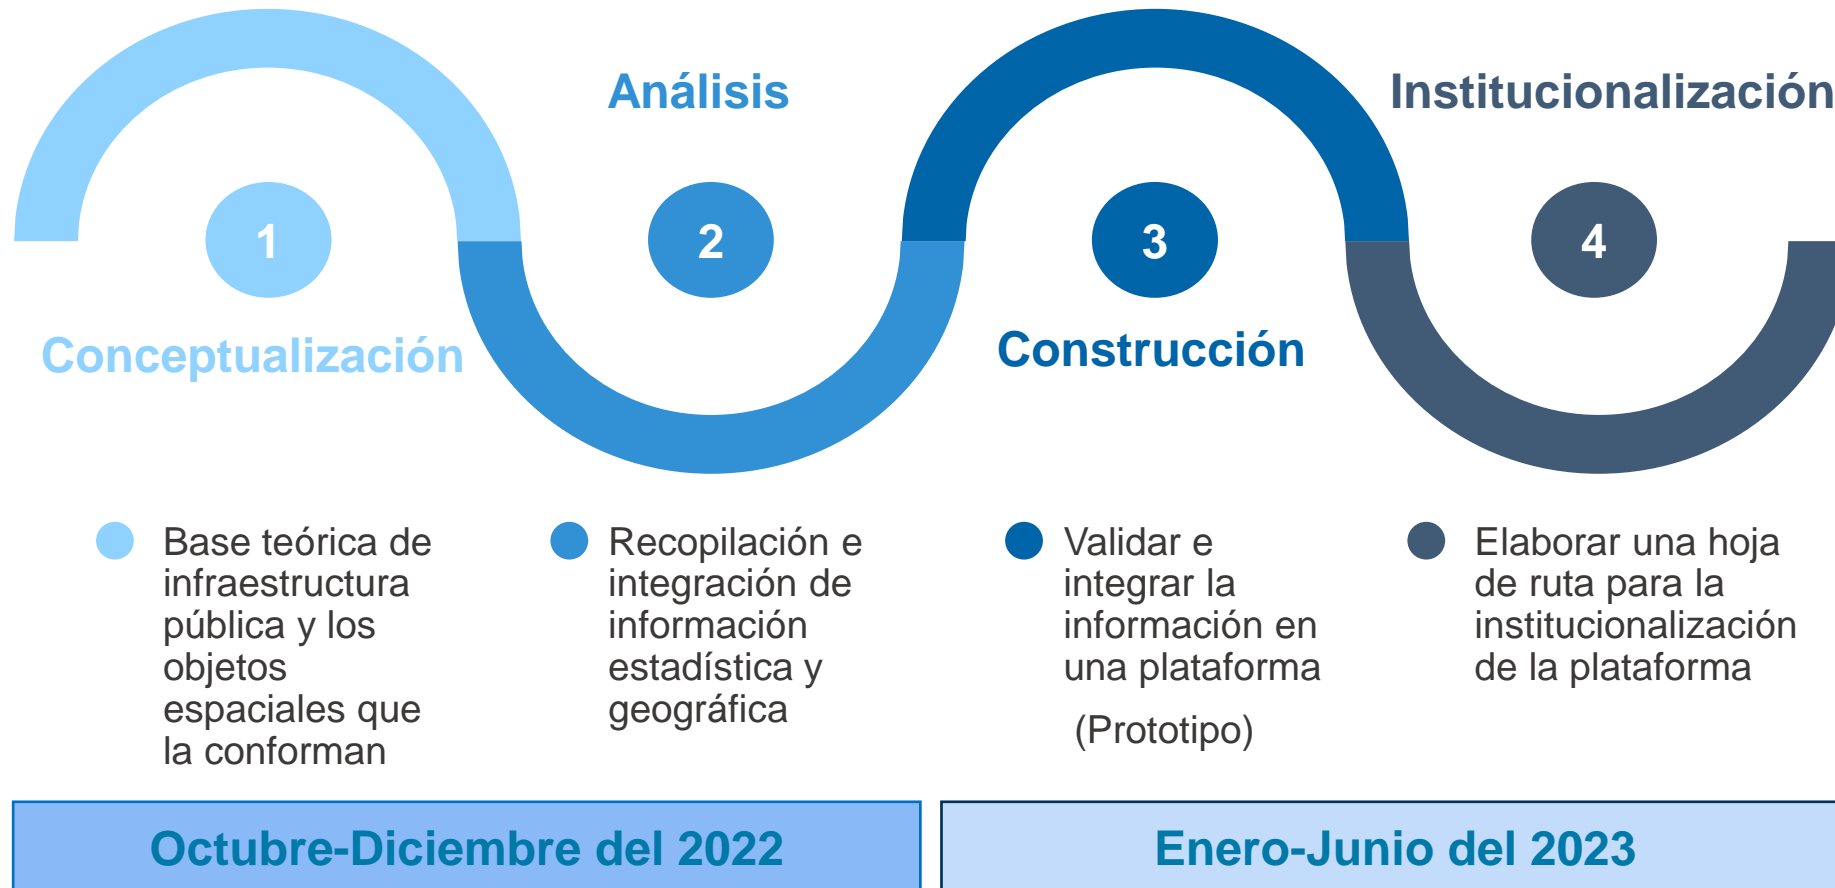 Análisis
Institucionalización
1
2
3
4
Conceptualización
Construcción
Base teórica de
infraestructura
pública y los
objetos
espaciales que
la conforman
Recopilación e
integración de
información
estadística y
geográfica
Validar e
integrar la
información en
una plataforma
(Prototipo)
Elaborar una hoja
de ruta para la
institucionalización
de la plataforma
Octubre-Diciembre del 2022
Enero-Junio del 2023